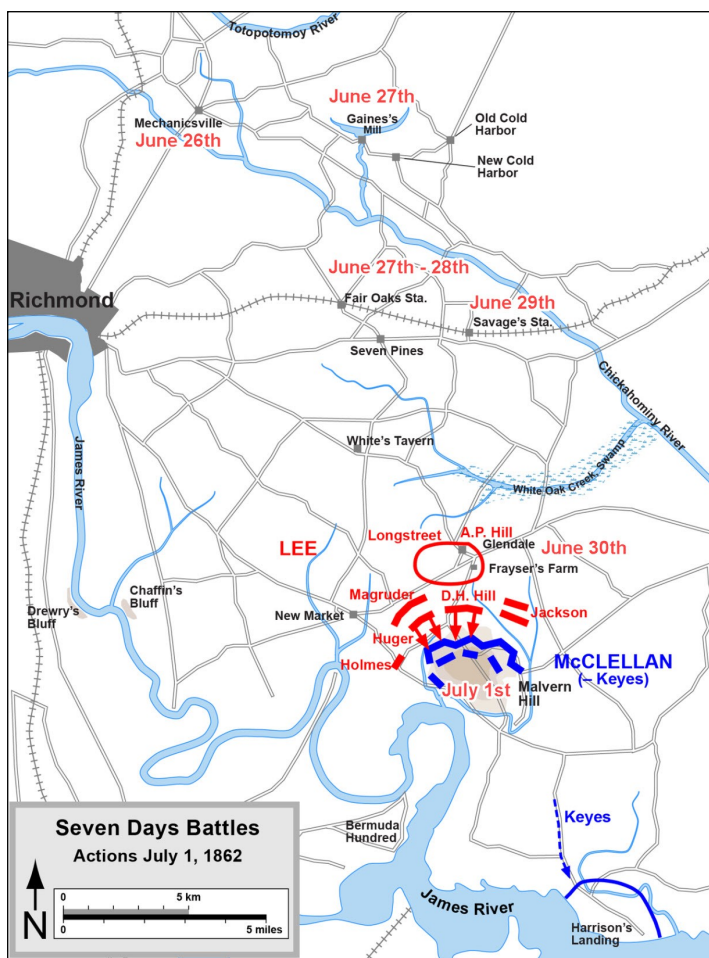 Totopotomoy River
June 27th
Gaines's
Mill
Mechanicsville
June 26th
Old Cold
Harbor
New Cold
Harbor
June 27th - 28th
Richmond
Fair Oaks Sta.
June 29th
Savage's Sta.
Seven Pines
Chickahominy River
James River
White's Tavern
White Oak Creek, Swamp
LEE
Longstreet
A.P. Hill
Glendale
June 30th
Frayser's Farm
Drewry's
Bluff
Chaffin's
Bluff
Magruder
D.H. Hill
Jackson
New Market
Huger
Holmes
McCLELLAN
(– Keyes)
July 1st
Malvern
Hill
Seven Days Battles
Actions July 1, 1862
N
0
5 km
0
5 miles
Bermuda
Hundred
Keyes
James River
Harrison's
Landing